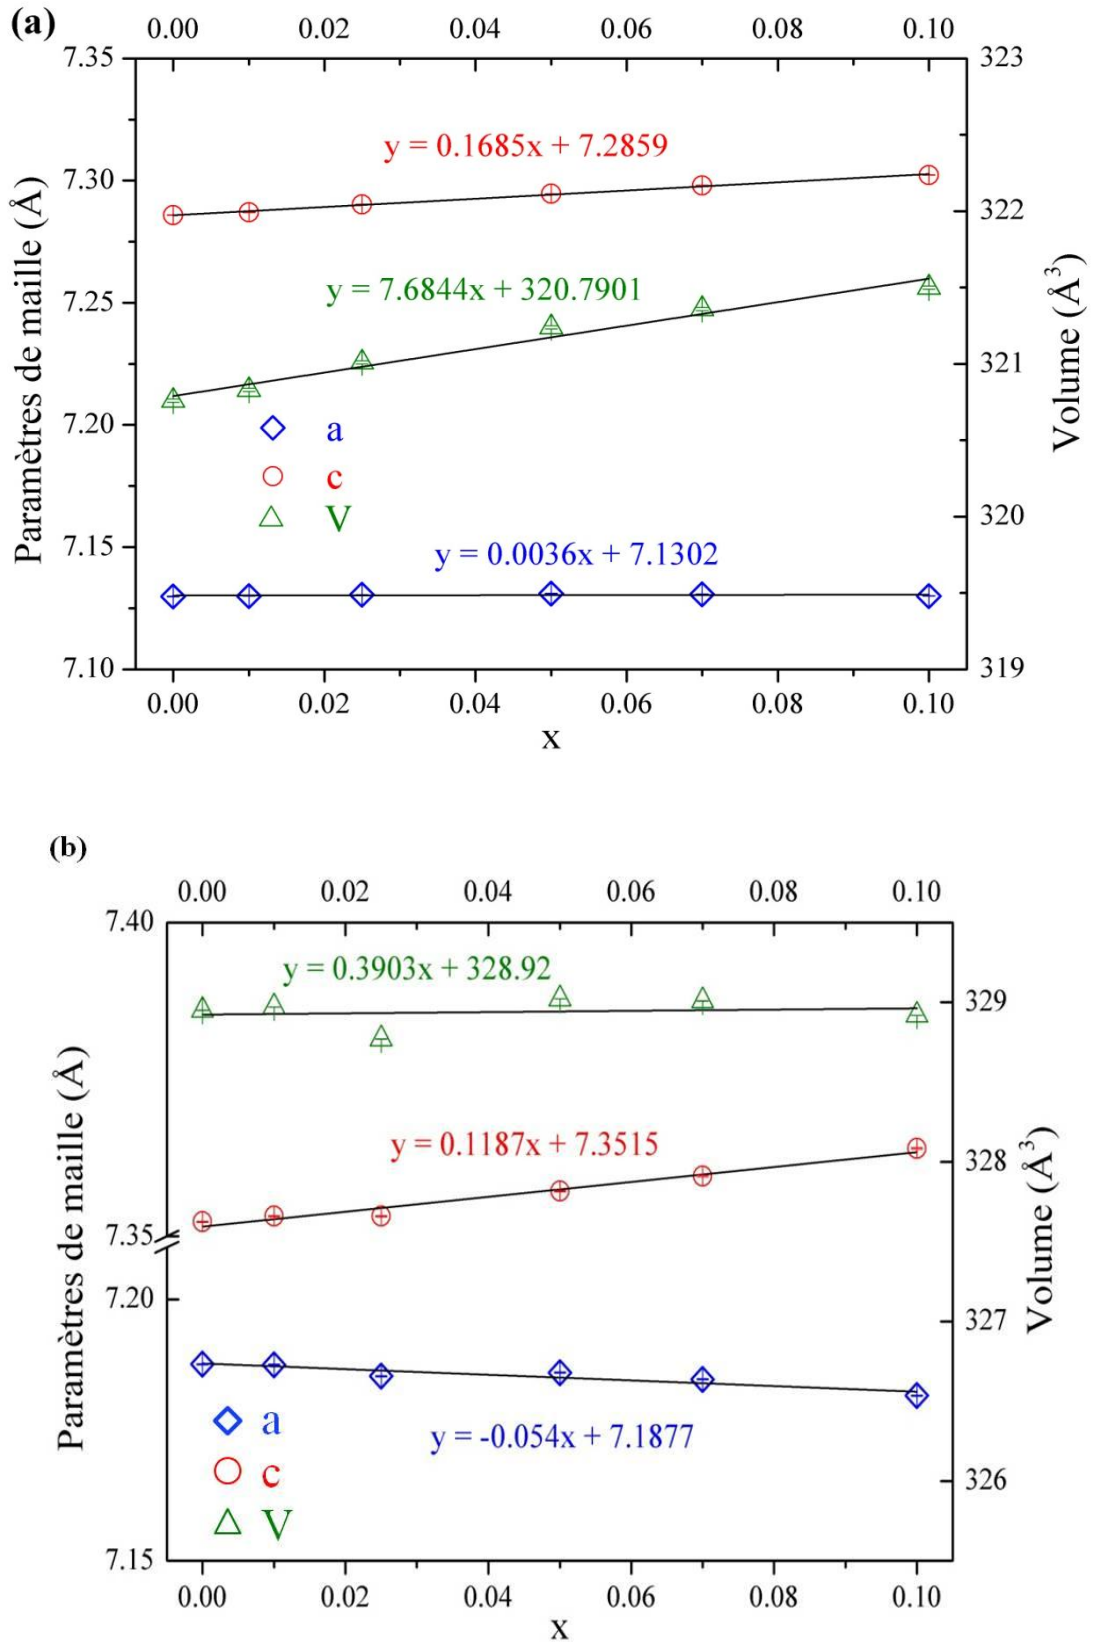 (a)
0.00 0.02 0.04 0.06 0.08 0.10
7.35 323
y = 0.1685x + 7.2859
7.30
322
y = 7.6844x + 320.7901
7.25
321
7.20
a
c
V
320
7.15
y = 0.0036x + 7.1302
7.10 319
0.00 0.02 0.04 0.06 0.08 0.10
x
Paramètres de maille (Å)
Volume (Å³)
(b)
0.00 0.02 0.04 0.06 0.08 0.10
7.40
y = 0.3903x + 328.92
329
y = 0.1187x + 7.3515
328
7.35
7.20
327
a
y = -0.054x + 7.1877
c
326
V
7.15
0.00 0.02 0.04 0.06 0.08 0.10
x
Paramètres de maille (Å)
Volume (Å³)